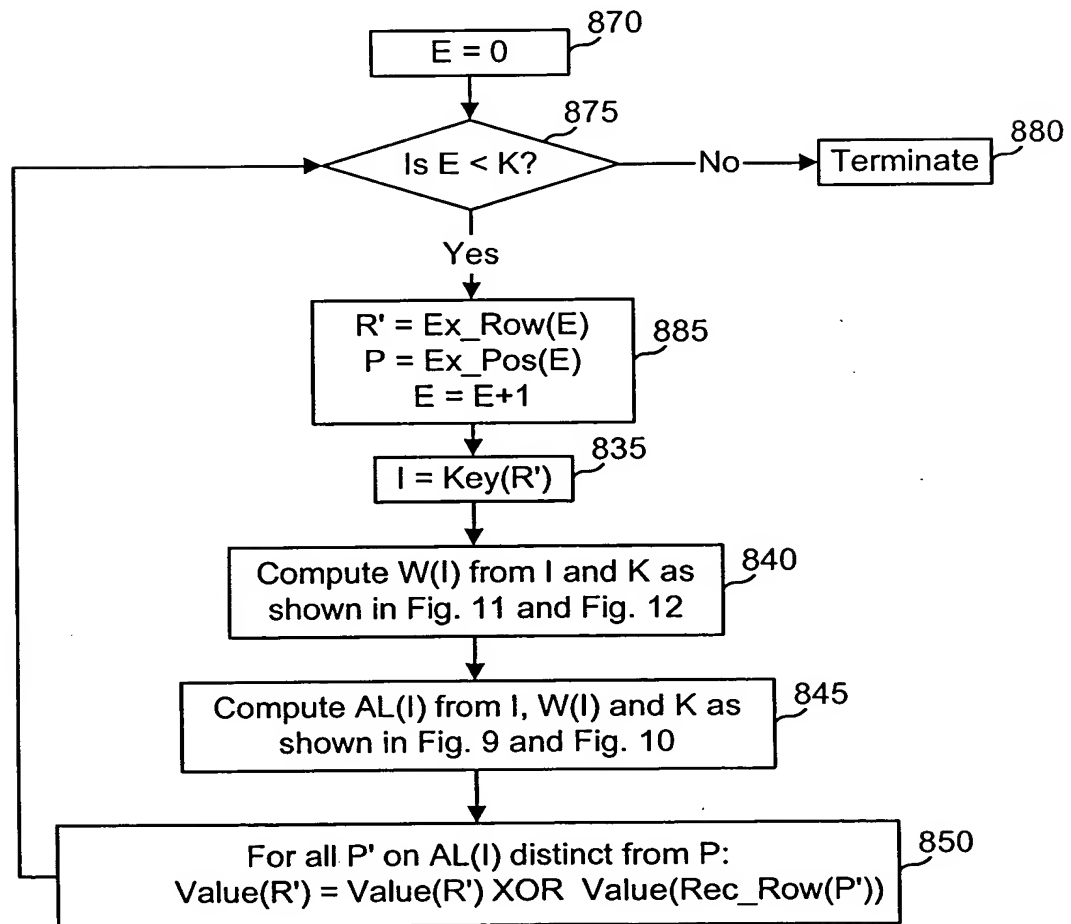 870
E = 0
875
Is E < K?
No
880
Terminate
Yes
R' = Ex_Row(E)
P = Ex_Pos(E)
E = E+1
885
835
I = Key(R')
Compute W(I) from I and K as
shown in Fig. 11 and Fig. 12
840
Compute AL(I) from I, W(I) and K as
shown in Fig. 9 and Fig. 10
845
For all P' on AL(I) distinct from P:
Value(R') = Value(R') XOR Value(Rec_Row(P'))
850